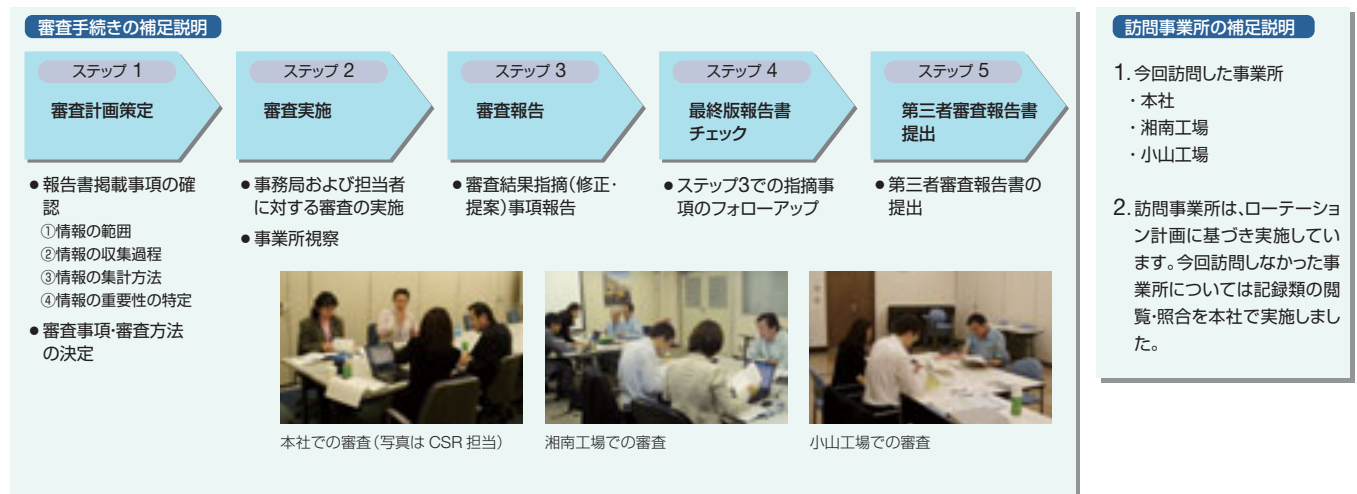 審査手続きの補足説明
ステップ 1
審査計画策定
● 報告書掲載事項の確
認
①情報の範囲
②情報の収集過程
③情報の集計方法
④情報の重要性の特定
● 審査事項・審査方法
の決定
ステップ 2
審査実施
● 事務局および担当者
に対する審査の実施
● 事業所視察
ステップ 3
審査報告
● 審査結果指摘(修正・
提案)事項報告
ステップ 4
最終版報告書
チェック
● ステップ3での指摘事
項のフォローアップ
ステップ 5
第三者審査報告書
提出
● 第三者審査報告書の
提出
本社での審査(写真は CSR 担当)
湘南工場での審査
小山工場での審査
訪問事業所の補足説明
1. 今回訪問した事業所
・本社
・湘南工場
・小山工場
2. 訪問事業所は、ローテーショ
ン計画に基づき実施してい
ます。今回訪問しなかった事
業所については記録類の閲
覧・照合を本社で実施しまし
た。